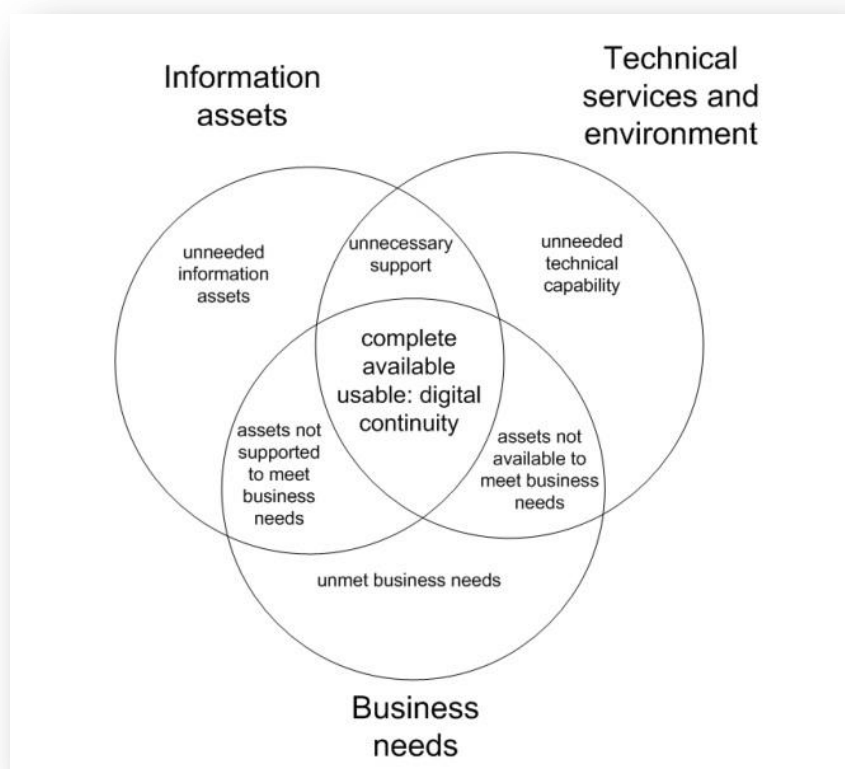 Information
assets
Technical
services and
environment
unneeded
information
assets
unnecessary
support
unneeded
technical
capability
complete
available
usable: digital
continuity
assets not
supported
to meet
business
needs
assets not
available to
meet business
needs
unmet business needs
Business
needs